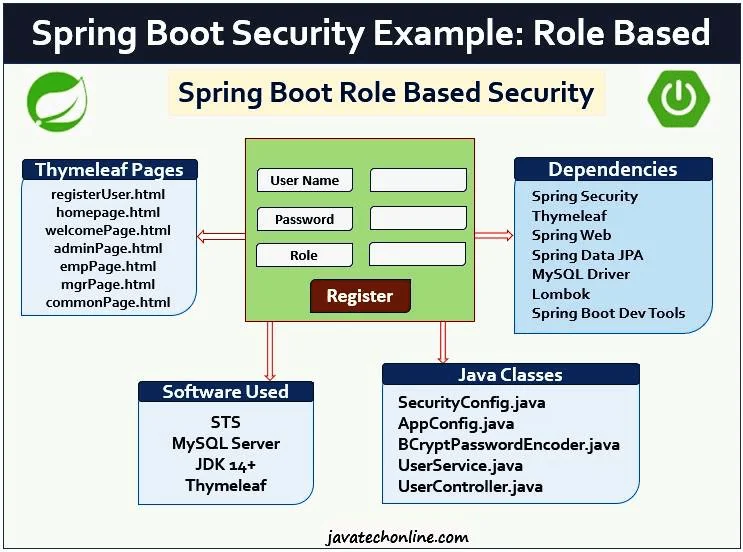 Spring Boot Security Example: Role Based
Spring Boot Role Based Security
Thymeleaf Pages
registerUser.html
homepage.html
welcomePage.html
adminPage.html
empPage.html
mgrPage.html
commonPage.html
User Name
Password
Role
Register
Dependencies
Spring Security
Thymeleaf
Spring Web
Spring Data JPA
MySQL Driver
Lombok
Spring Boot Dev Tools
Software Used
STS
MySQL Server
JDK 14+
Thymeleaf
Java Classes
SecurityConfig.java
AppConfig.java
BCryptPasswordEncoder.java
UserService.java
UserController.java
javatechonline.com